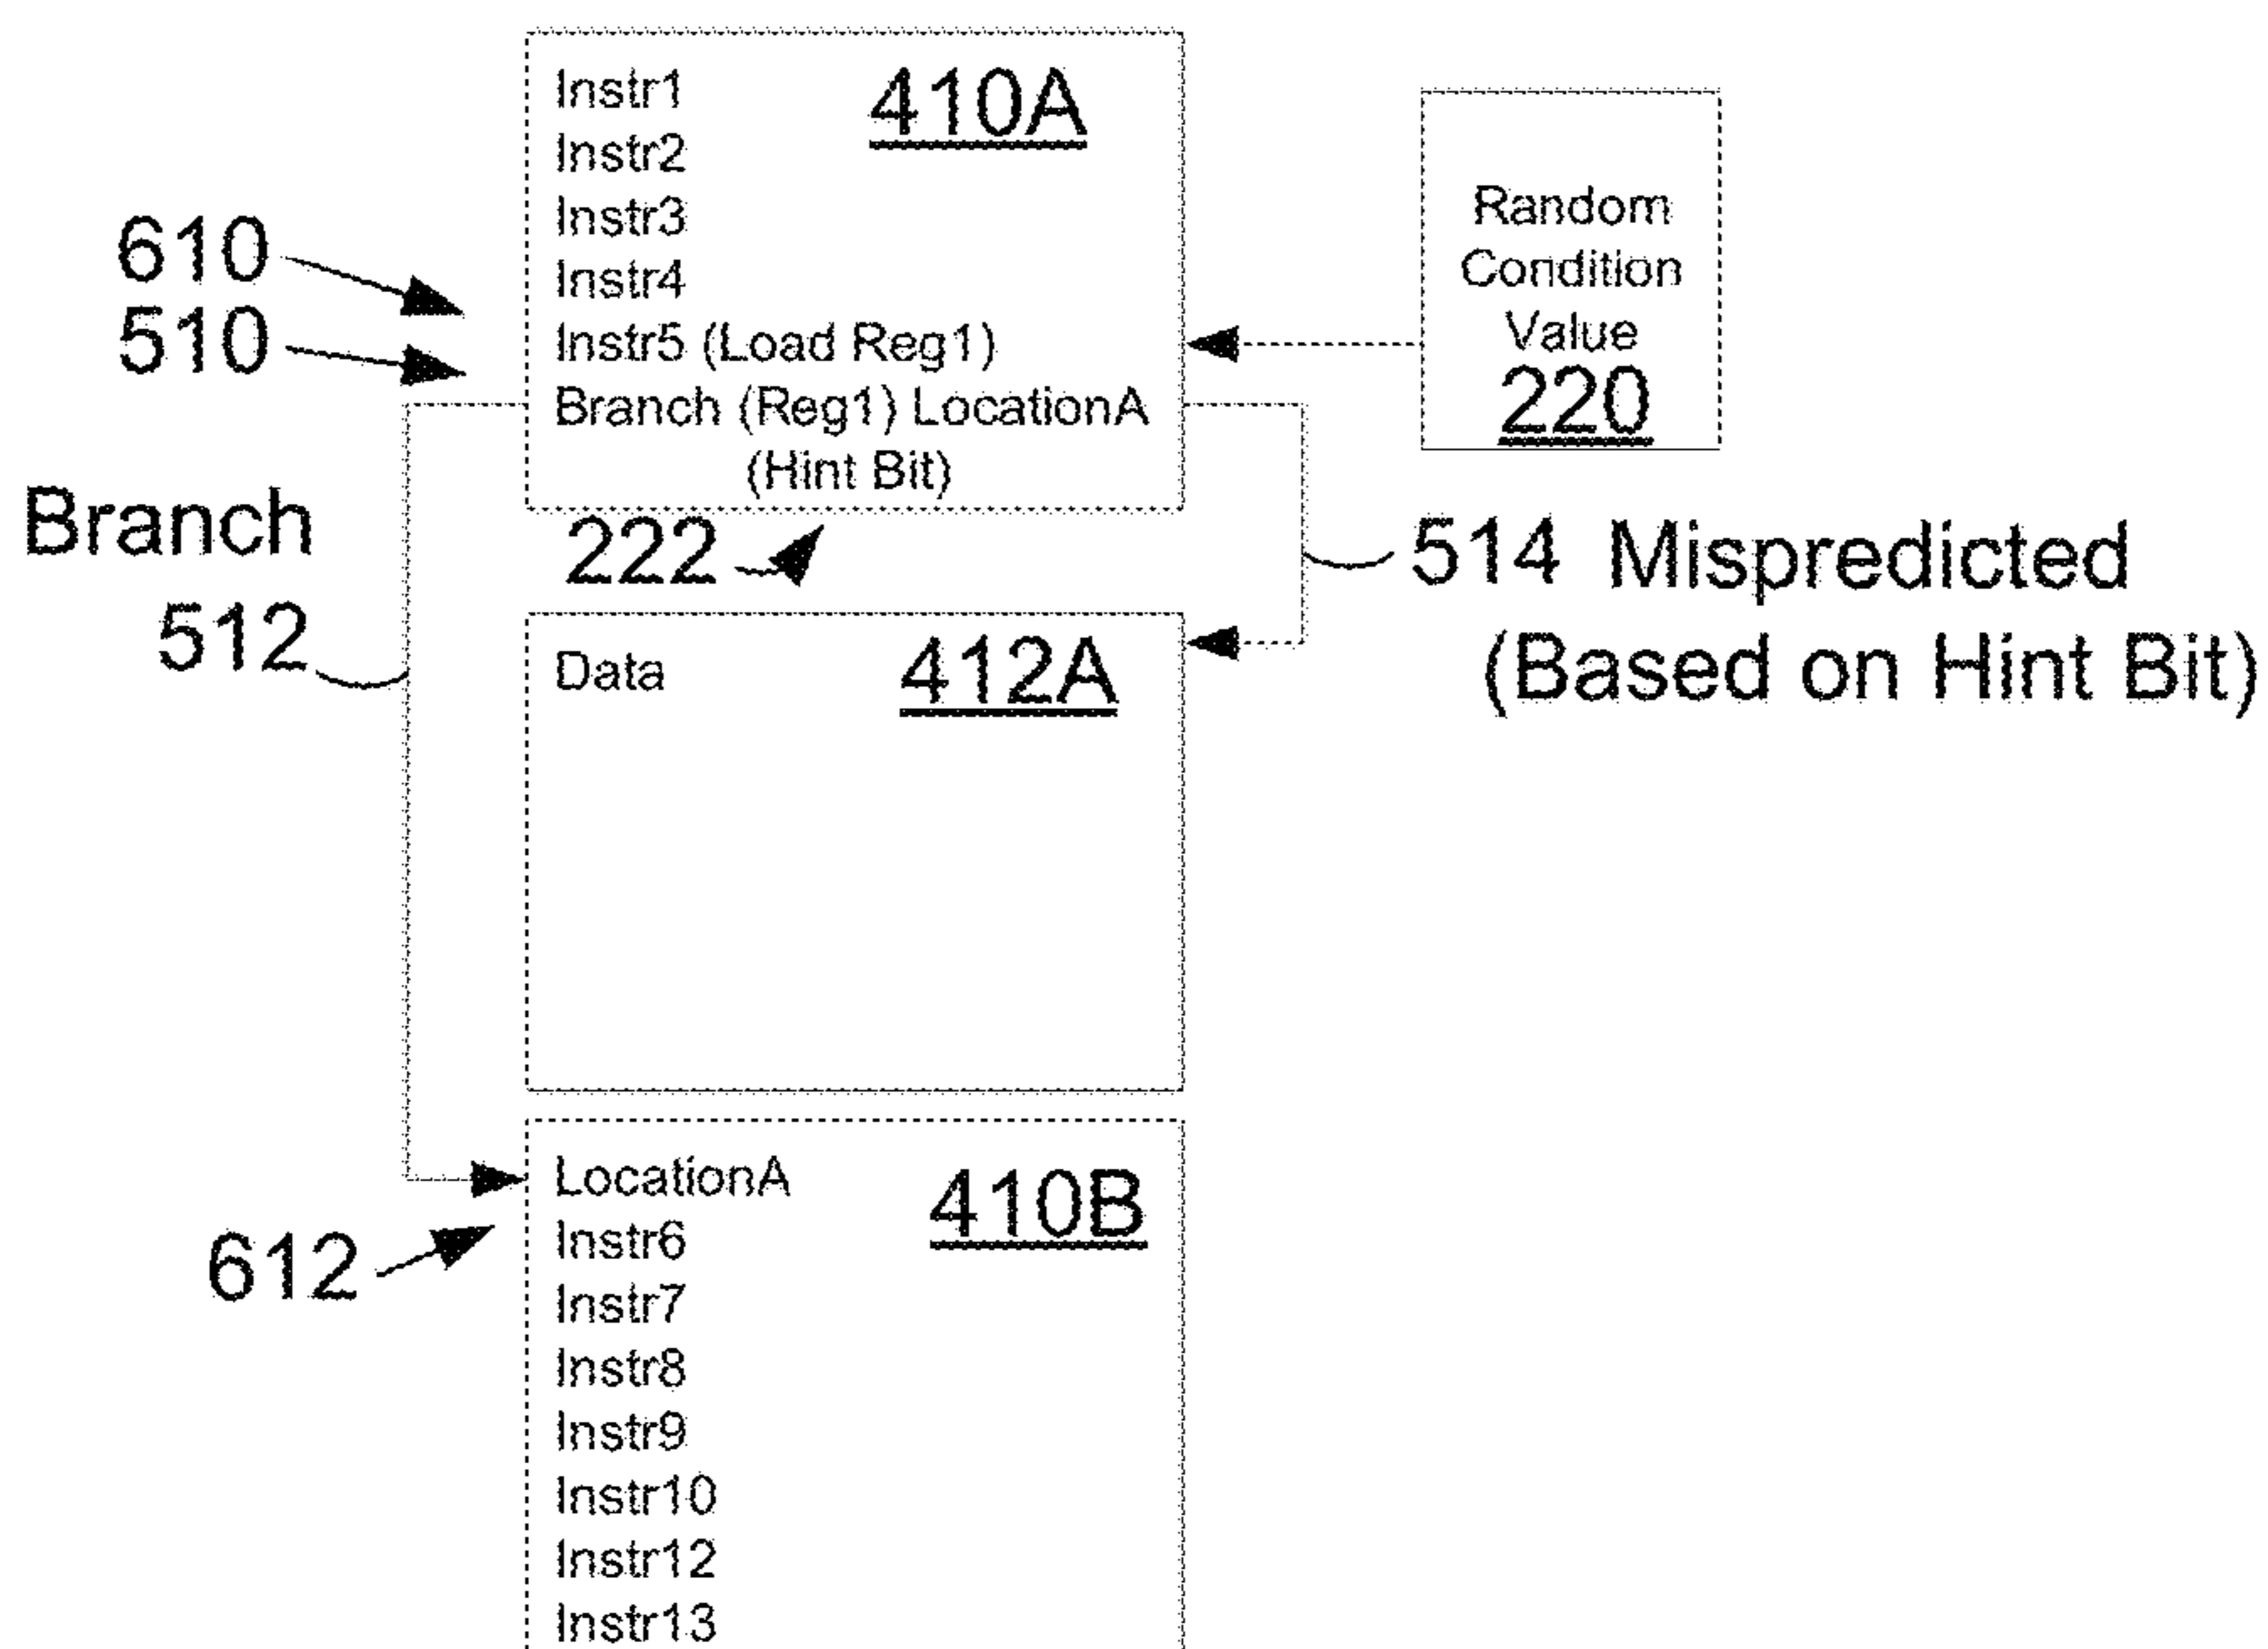 Instr1
410A
Instr2
Instr3
Instr4
Instr5 (Load Reg1)
Branch (Reg1) LocationA
(Hint Bit)
610
510
Random
Condition
Value
220
Branch
512
222
514 Mispredicted
(Based on Hint Bit)
Data
412A
LocationA
410B
Instr6
612
Instr7
Instr8
Instr9
Instr10
Instr12
Instr13